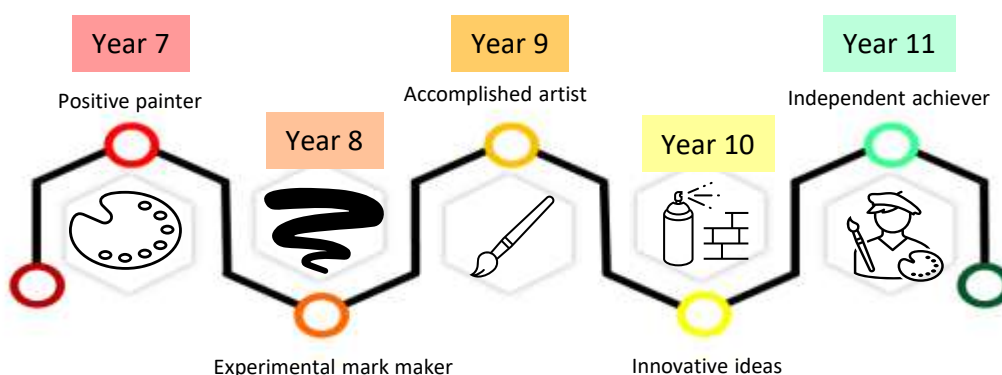 Year 7
Positive painter
Year 8
Experimental mark maker
Year 9
Accomplished artist
Year 10
Innovative ideas
Year 11
Independent achiever